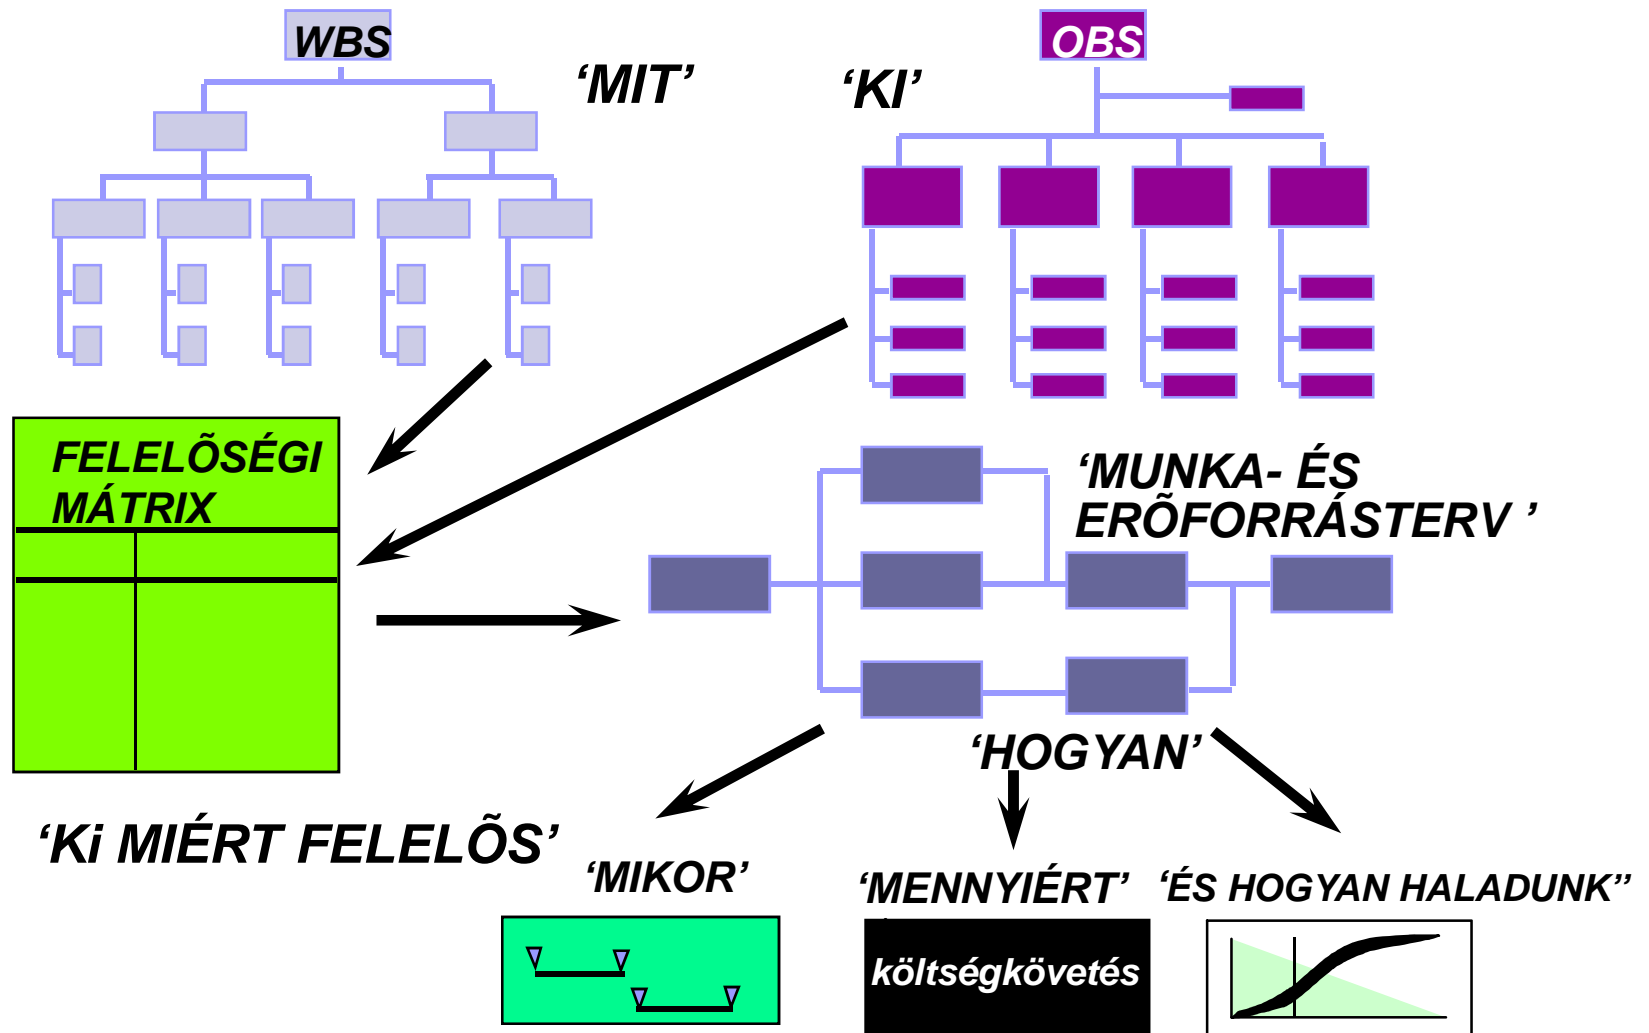 WBS
OBS
‘MIT’
‘KI’
FELELÕSÉGI
MÁTRIX
‘MUNKA- ÉS
ERÕFORRÁSTERV ’
‘HOGYAN’
‘Ki MIÉRT FELELÕS’
‘MIKOR’
‘MENNYIÉRT’
‘ÉS HOGYAN HALADUNK”
költségkövetés